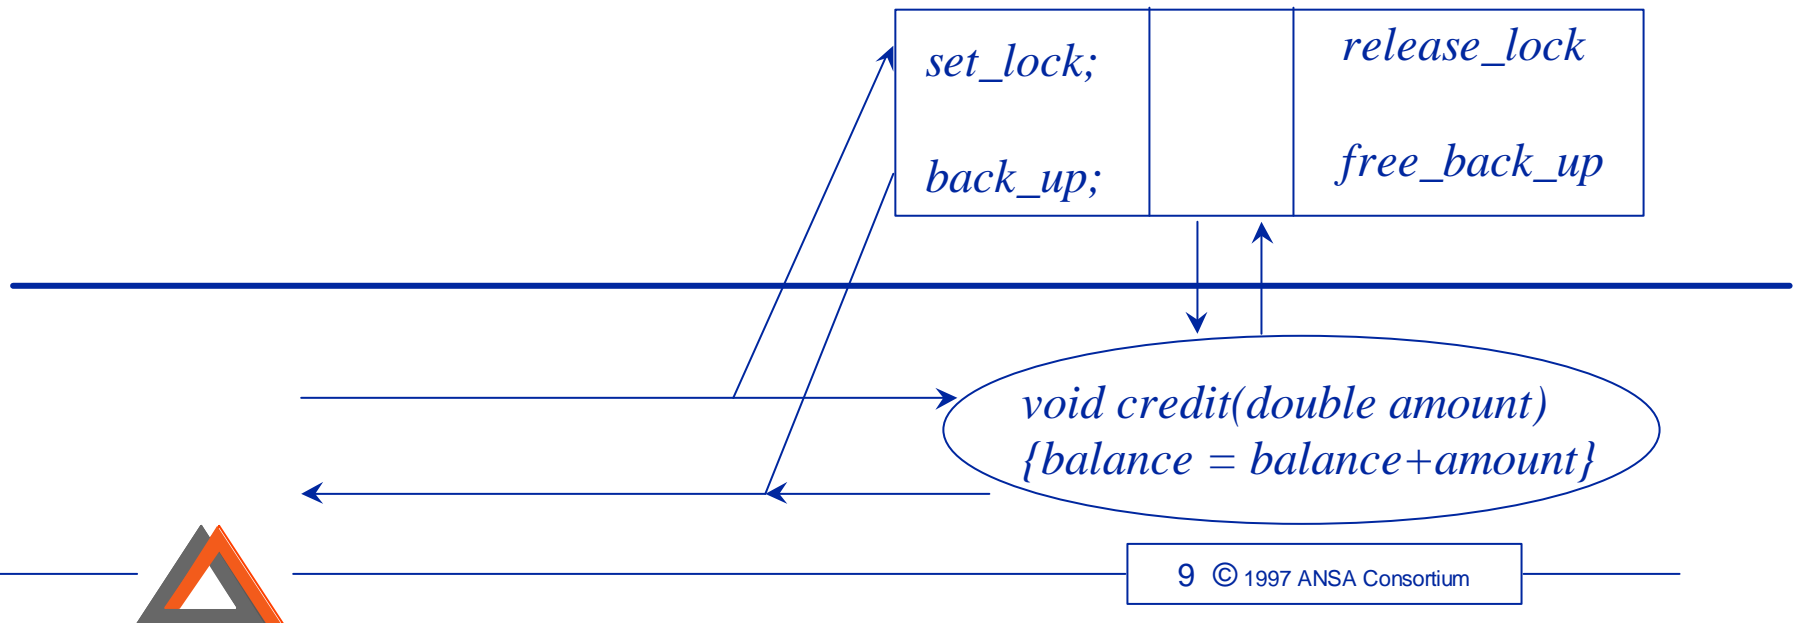 set_lock;
back_up;
release_lock
free_back_up
void credit(double amount)
{balance = balance+amount}
9 © 1997 ANSA Consortium